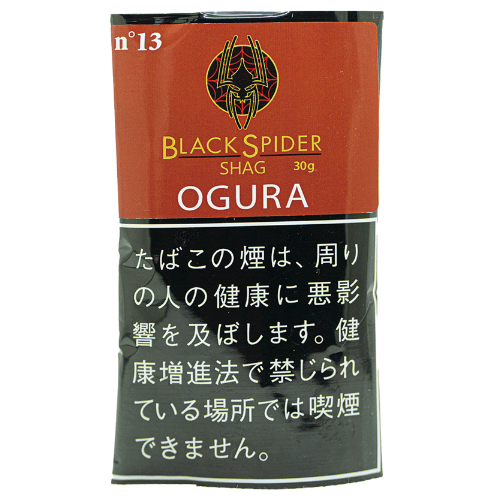 n°13
BLACK SPIDER
SHAG 30g
OGURA
たばこの煙は、周り
の人の健康に悪影
響を及ぼします。健
康増進法で禁じられ
ている場所では喫煙
できません。